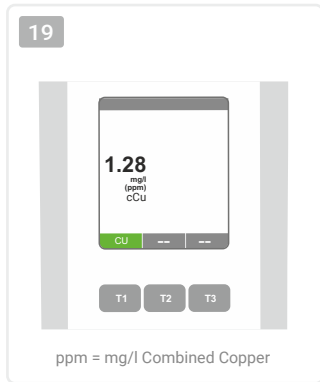 19
1.28
mg/l
(ppm)
cCu
CU -- --
T1 T2 T3
ppm = mg/l Combined Copper